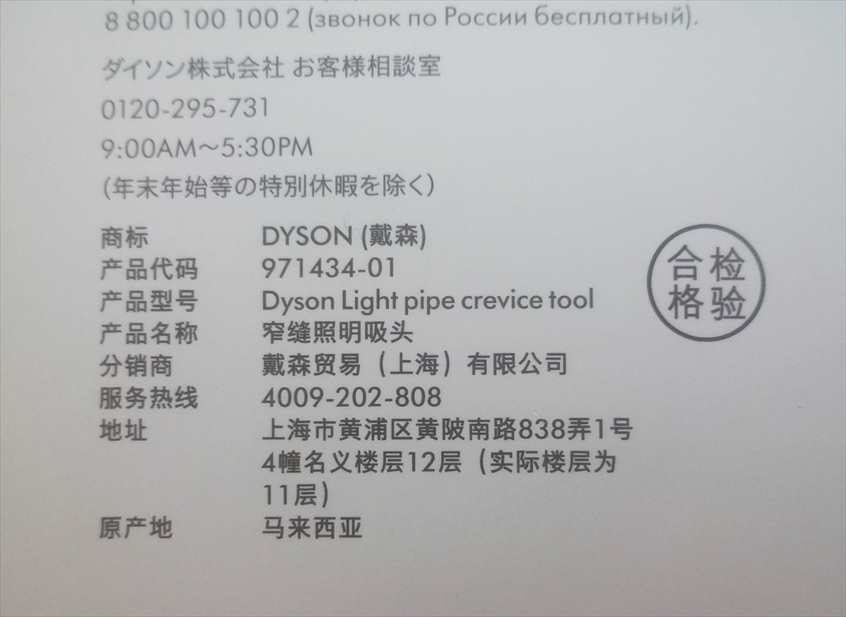 8 800 100 100 2 (звонок по России бесплатный).
ダイソン株式会社 お客様相談室
0120-295-731
9:00AM～5:30PM
（年末年始等の特別休暇を除く）
商标 DYSON (戴森)
产品代码 971434-01
产品型号 Dyson Light pipe crevice tool
产品名称 窄缝照明吸头
分销商 戴森贸易（上海）有限公司
服务热线 4009-202-808
地址 上海市黄浦区黄陂南路838弄1号
4幢名义楼层12层（实际楼层为
11层）
原产地 马来西亚
合检
格验